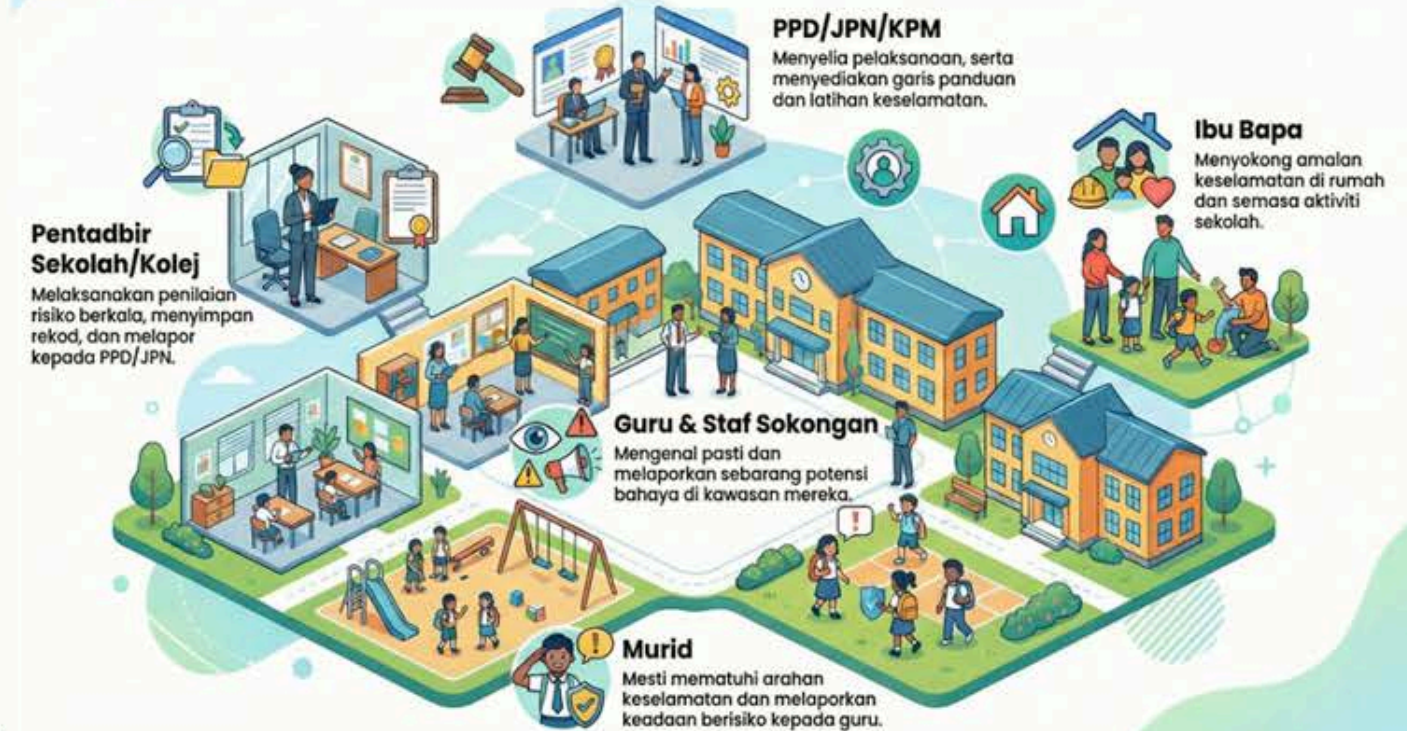 PPD/JPN/KPM
Menyelia pelaksanaan, serta
menyediakan garis panduan
dan latihan keselamatan.
Ibu Bapa
Menyokong amalan
keselamatan di rumah
dan semasa aktiviti
sekolah.
Pentadbir
Sekolah/Kolej
Melaksanakan penilaian
risiko berkala, menyimpan
rekod, dan melapor
kepada PPD/JPN.
Guru & Staf Sokongan
Mengenal pasti dan
melaporkan sebarang potensi
bahaya di kawasan mereka.
Murid
Mesti mematuhi arahan
keselamatan dan melaporkan
keadaan berisiko kepada guru.